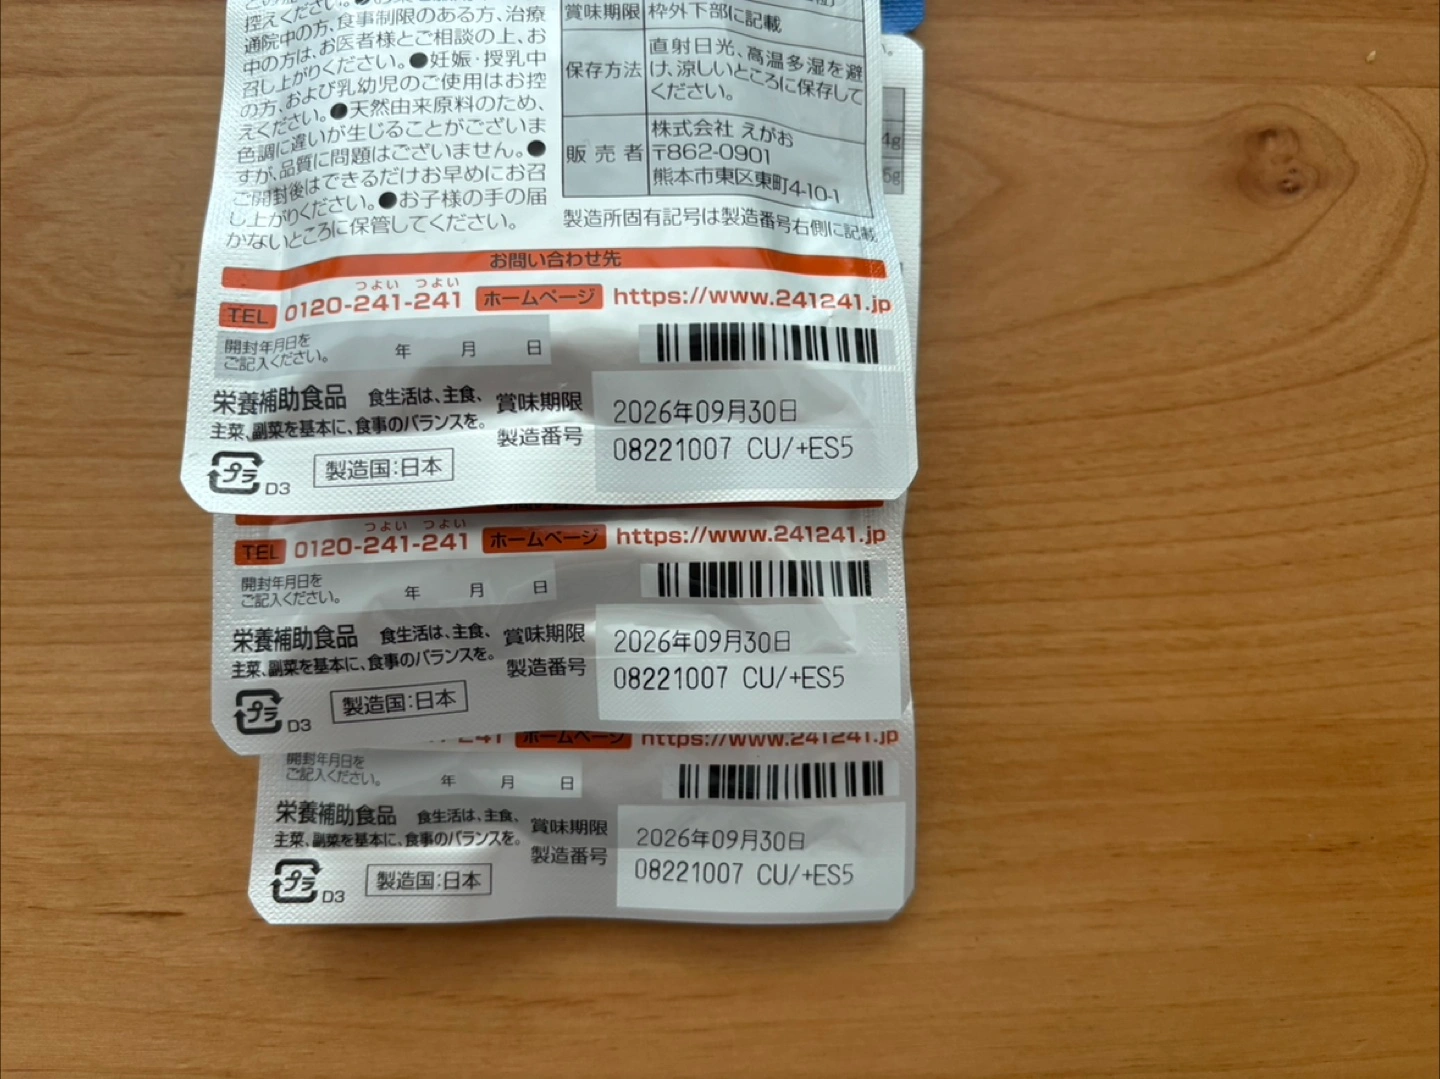 控えください。
通院中の方、食事制限のある方、治療
中の方は、お医者様とご相談の上、お
召し上がりください。●妊娠・授乳中
の方、および乳幼児のご使用はお控
えください。●天然由来原料のため、
色調に違いが生じることがございま
すが、品質に問題はございません。●
ご開封後はできるだけお早めにお召
し上がりください。●お子様の手の届
かないところに保管してください。
賞味期限 枠外下部に記載
保存方法 直射日光、高温多湿を避
け、涼しいところに保存して
ください。
販売者 株式会社 えがお
〒862-0901
熊本市東区東町4-10-1
製造所固有記号は製造番号右側に記載
4g
お問い合わせ先
つよい つよい
TEL 0120-241-241 ホームページ https://www.241241.jp
開封年月日を
ご記入ください。 年 月 日
栄養補助食品 食生活は、主食、
主菜、副菜を基本に、食事のバランスを。
賞味期限 2026年09月30日
製造番号 08221007 CU/+ES5
プラ D3 製造国:日本
つよい つよい
TEL 0120-241-241 ホームページ https://www.241241.jp
開封年月日を
ご記入ください。 年 月 日
栄養補助食品 食生活は、主食、
主菜、副菜を基本に、食事のバランスを。
賞味期限 2026年09月30日
製造番号 08221007 CU/+ES5
プラ D3 製造国:日本
241 ホームページ https://www.241241.jp
開封年月日を
ご記入ください。 年 月 日
栄養補助食品 食生活は、主食、
主菜、副菜を基本に、食事のバランスを。
賞味期限 2026年09月30日
製造番号 08221007 CU/+ES5
プラ D3 製造国:日本